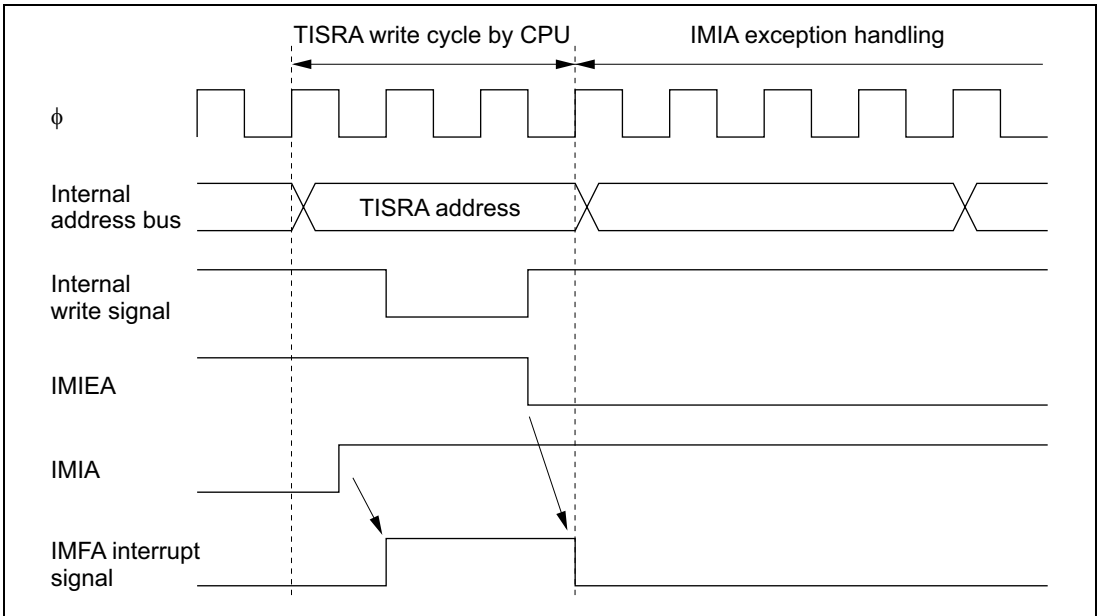 TISRA write cycle by CPU
IMIA exception handling
ϕ
Internal
address bus
TISRA address
Internal
write signal
IMIEA
IMIA
IMFA interrupt
signal